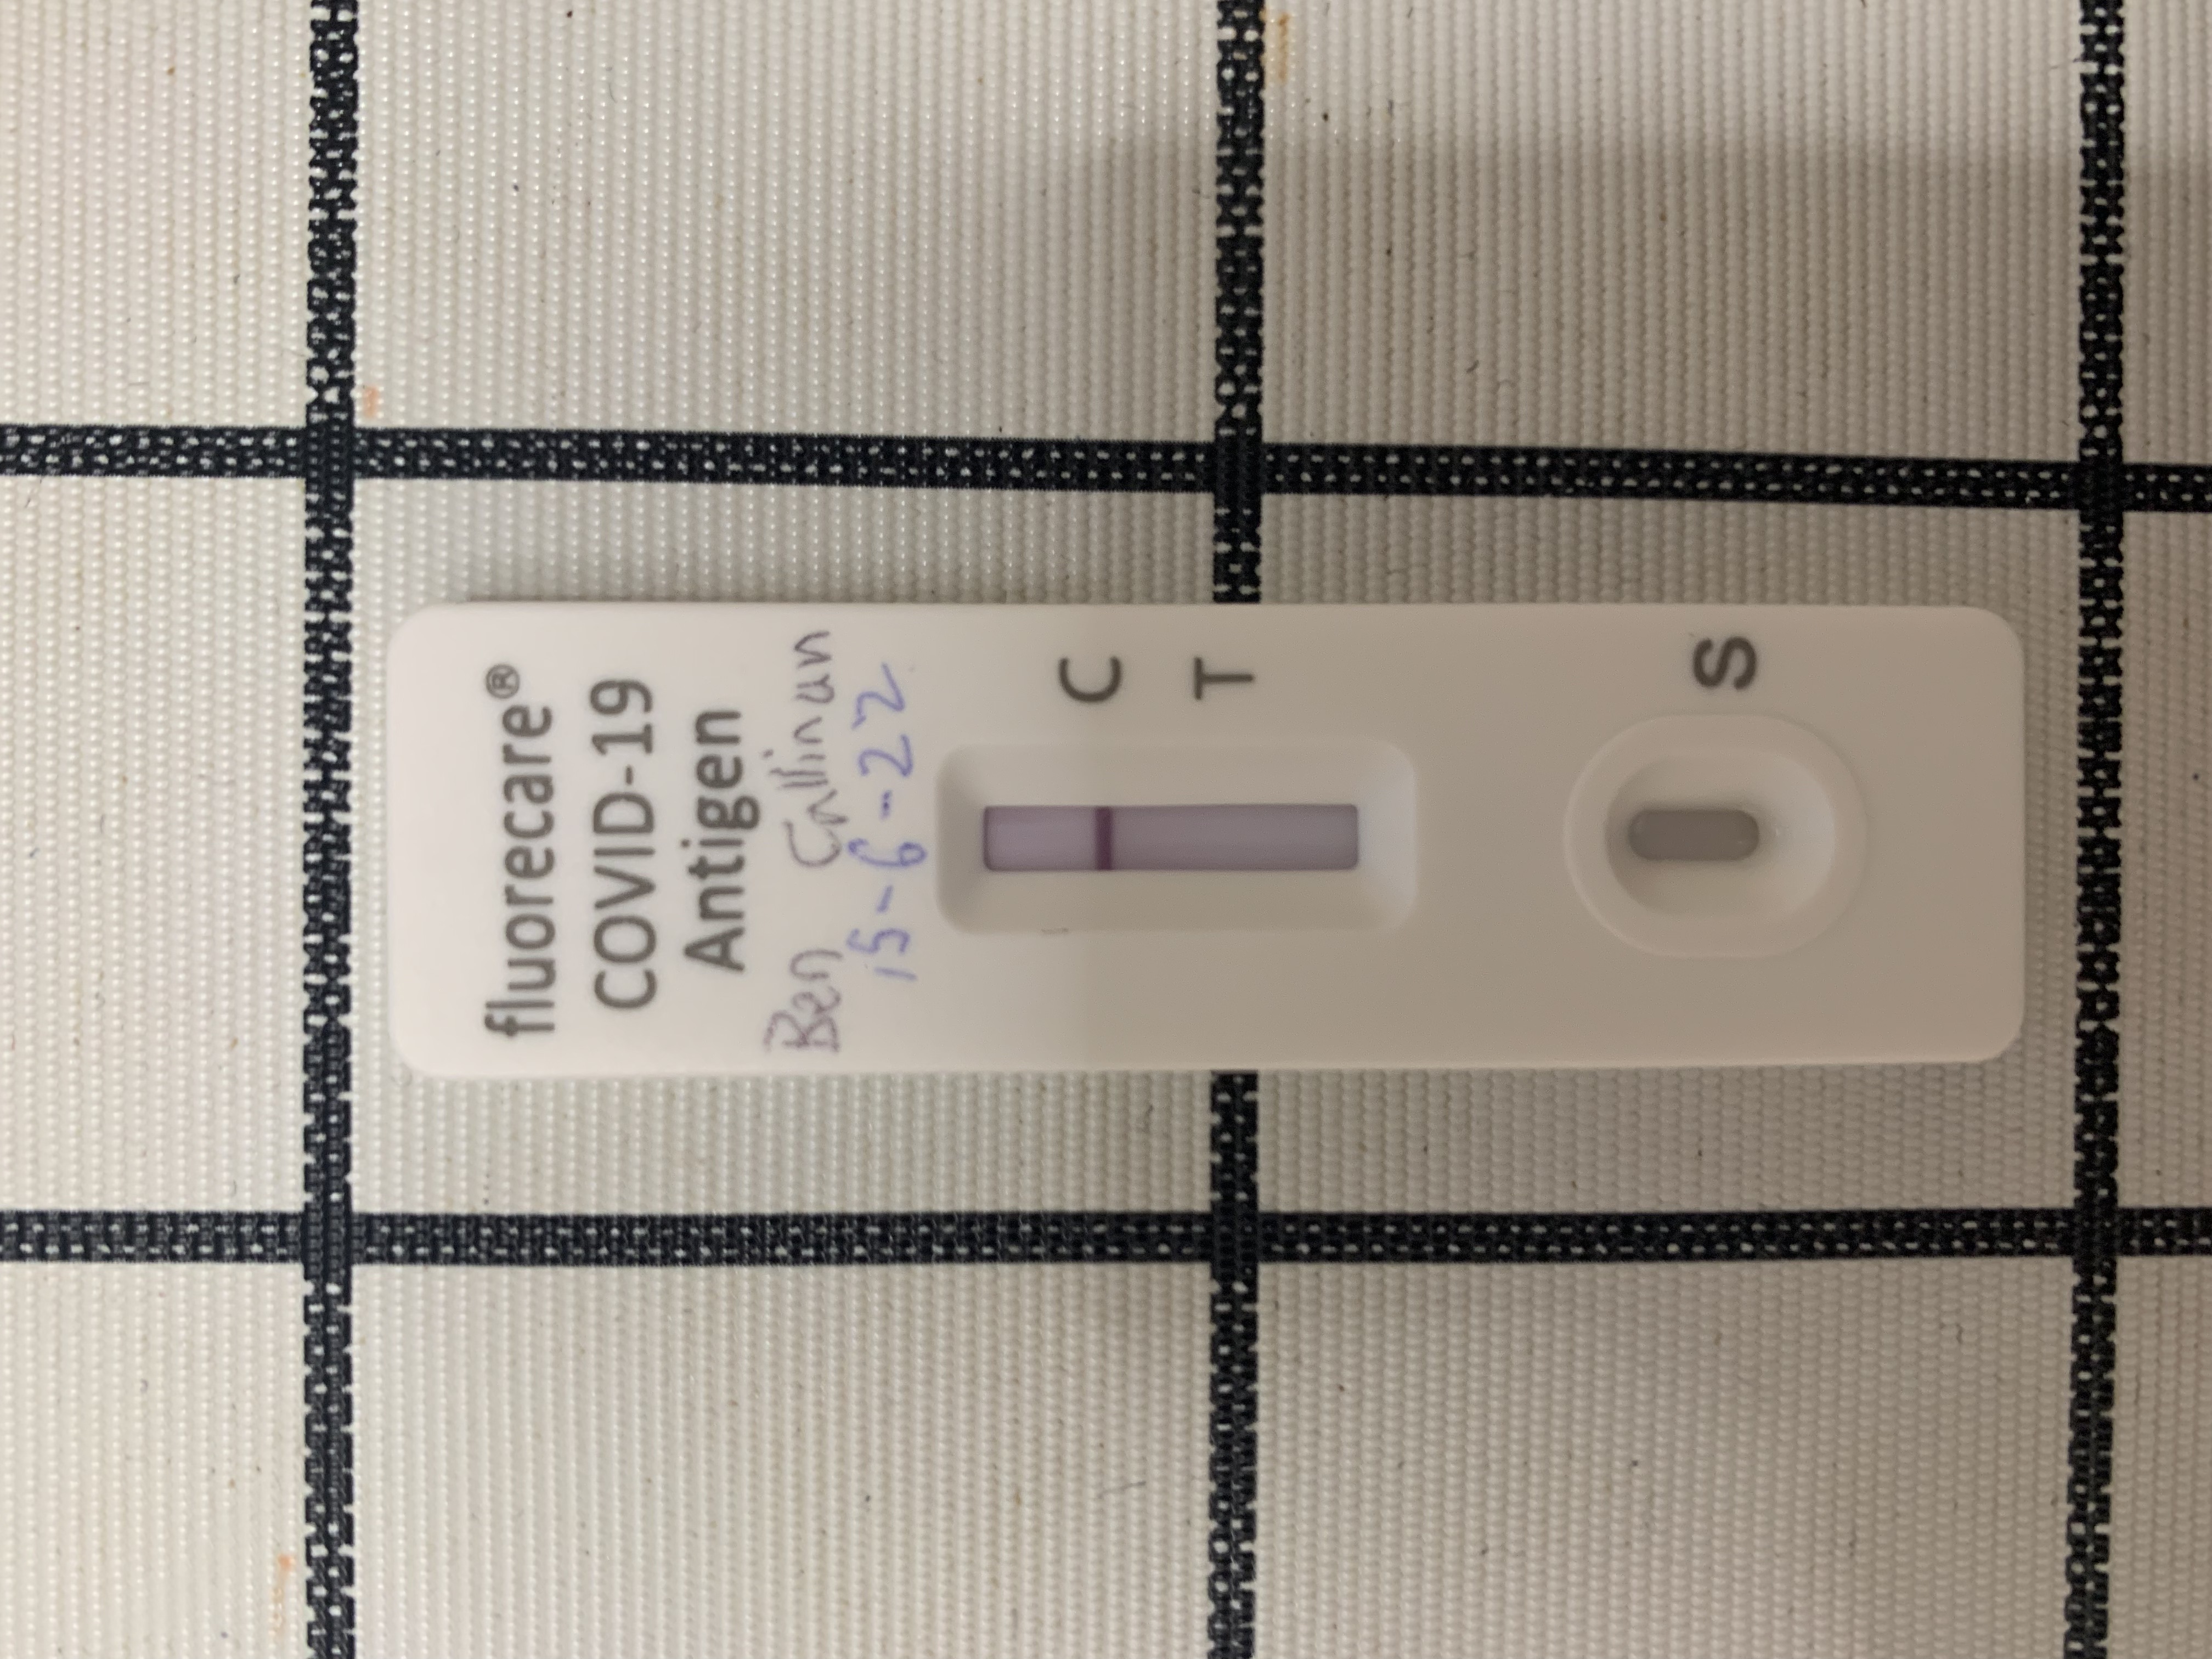 fluorecare®
COVID-19
Antigen
Ben Callinan
15-6-22
C
T
S